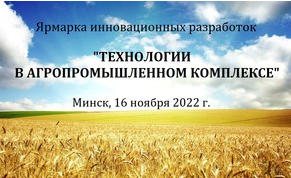 Ярмарка инновационных разработок
"ТЕХНОЛОГИИ
В АГРОПРОМЫШЛЕННОМ КОМПЛЕКСЕ"
Минск, 16 ноября 2022 г.